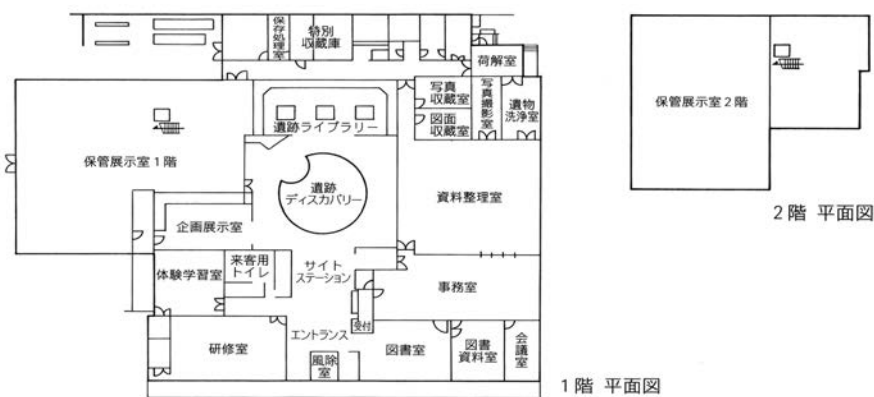 保存処理室
特別
収蔵庫
荷解室
写真
収蔵室
図面
収蔵室
写真撮影室
遺物
洗浄室
遺跡ライブラリー
保管展示室1階
遺跡
ディスカバリー
資料整理室
企画展示室
体験学習室
来客用
トイレ
サイト
ステーション
事務室
受付
エントランス
研修室
風除
室
図書室
図書
資料室
会議室
1階 平面図
保管展示室2階
2階 平面図